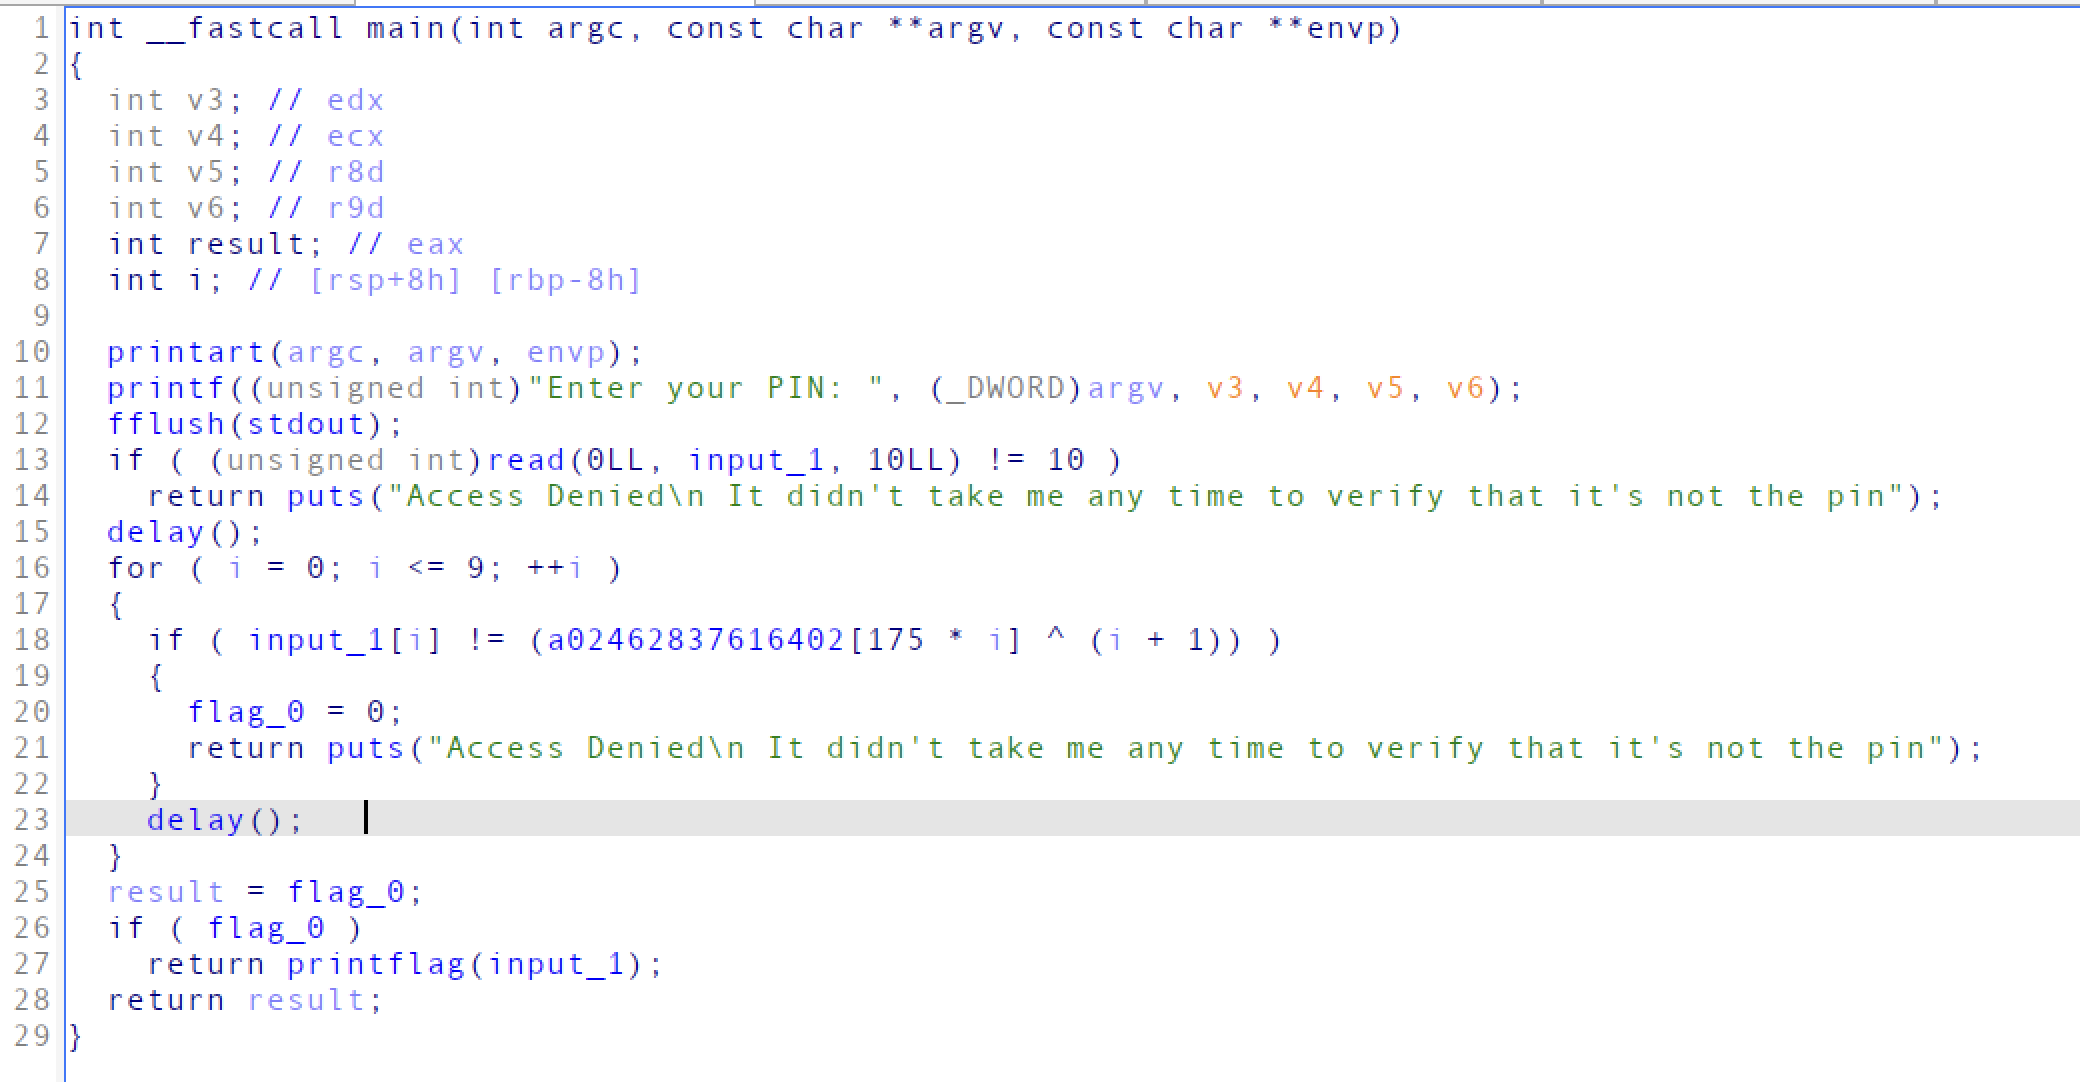 1 int __fastcall main(int argc, const char **argv, const char **envp)
2 {
3   int v3; // edx
4   int v4; // ecx
5   int v5; // r8d
6   int v6; // r9d
7   int result; // eax
8   int i; // [rsp+8h] [rbp-8h]
9
10   printart(argc, argv, envp);
11   printf((unsigned int)"Enter your PIN: ", (_DWORD)argv, v3, v4, v5, v6);
12   fflush(stdout);
13   if ( (unsigned int)read(0LL, input_1, 10LL) != 10 )
14     return puts("Access Denied\n It didn't take me any time to verify that it's not the pin");
15   delay();
16   for ( i = 0; i <= 9; ++i )
17   {
18     if ( input_1[i] != (a02462837616402[175 * i] ^ (i + 1)) )
19     {
20       flag_0 = 0;
21       return puts("Access Denied\n It didn't take me any time to verify that it's not the pin");
22     }
23     delay();
24   }
25   result = flag_0;
26   if ( flag_0 )
27     return printflag(input_1);
28   return result;
29 }